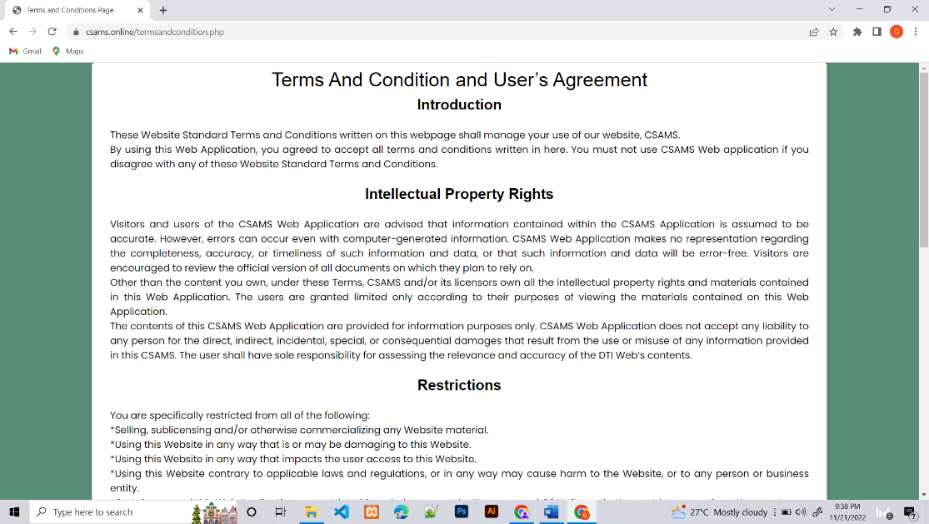 Terms and Conditions Page
csams.online/termsandcondition.php
G
Gmail
Maps
Terms And Condition and User's Agreement
Introduction
These Website Standard Terms and Conditions written on this webpage shall manage your use of our website, CSAMS.
By using this Web Application, you agreed to accept all terms and conditions written in here. You must not use CSAMS Web application if you
disagree with any of these Website Standard Terms and Conditions.
Intellectual Property Rights
Visitors and users of the CSAMS Web Application are advised that information contained within the CSAMS Application is assumed to be
accurate. However, errors can occur even with computer-generated information. CSAMS Web Application makes no representation regarding
the completeness, accuracy, or timeliness of such information and data, or that such information and data will be error-free. Visitors are
encouraged to review the official version of all documents on which they plan to rely on.
Other than the content you own, under these Terms, CSAMS and/or its licensors own all the intellectual property rights and materials contained
in this Web Application. The users are granted limited only according to their purposes of viewing the materials contained on this Web
Application.
The contents of this CSAMS Web Application are provided for information purposes only. CSAMS Web Application does not accept any liability to
any person for the direct, indirect, incidental, special, or consequential damages that result from the use or misuse of any information provided
in this CSAMS. The user shall have sole responsibility for assessing the relevance and accuracy of the DTI Web's contents.
Restrictions
You are specifically restricted from all of the following:
*Selling, sublicensing and/or otherwise commercializing any Website material.
*Using this Website in any way that is or may be damaging to this Website.
*Using this Website in any way that impacts the user access to this Website.
*Using this Website contrary to applicable laws and regulations, or in any way may cause harm to the Website, or to any person or business
entity.
Type here to search
Ps
Ai
27°C Mostly cloudy
9:38 PM
11/21/2022